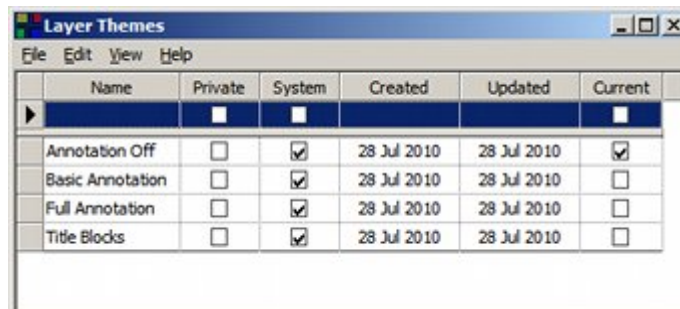 Layer Themes
File Edit View Help
Name Private System Created Updated Current
Annotation Off 28 Jul 2010 28 Jul 2010
Basic Annotation 28 Jul 2010 28 Jul 2010
Full Annotation 28 Jul 2010 28 Jul 2010
Title Blocks 28 Jul 2010 28 Jul 2010